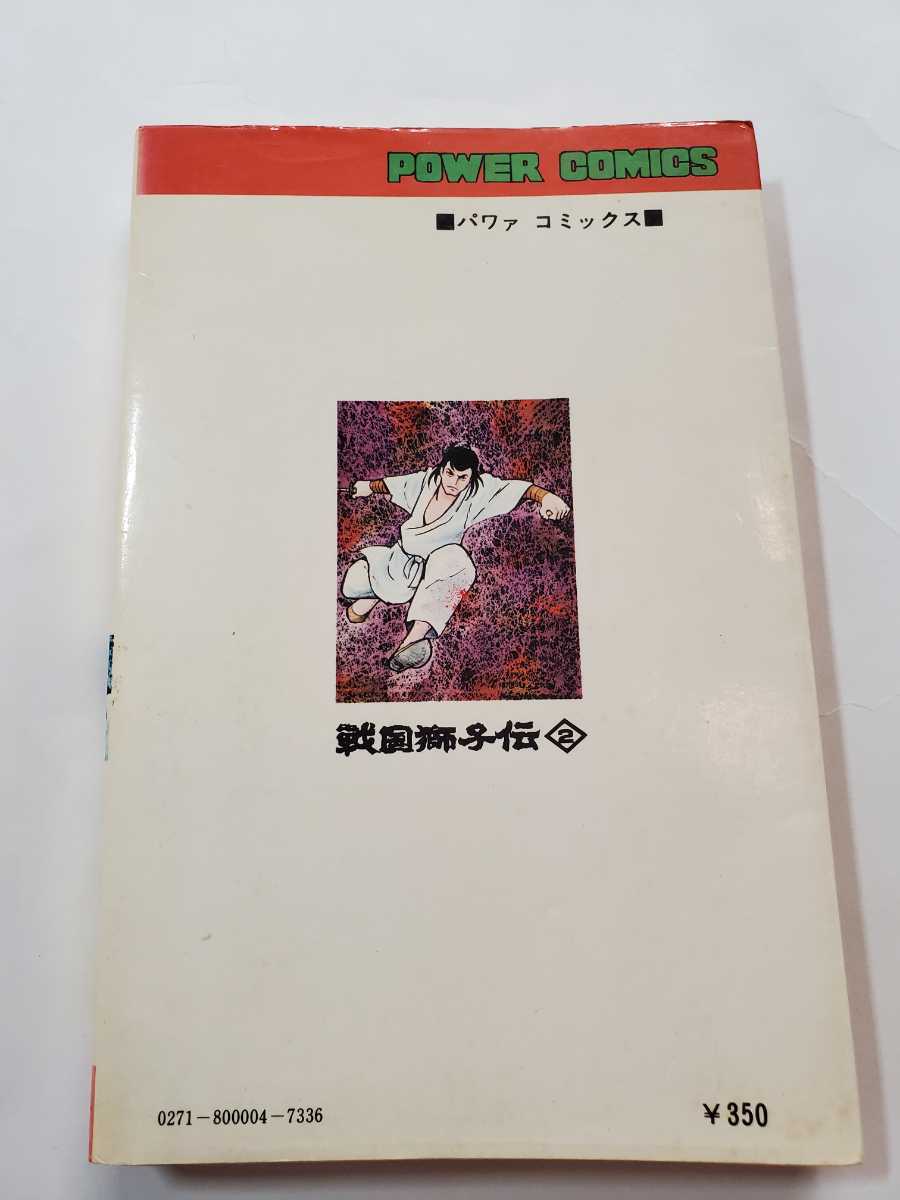 POWER COMICS
■パワァ コミックス■
戦国獅子伝②
0271-800004-7336
¥350